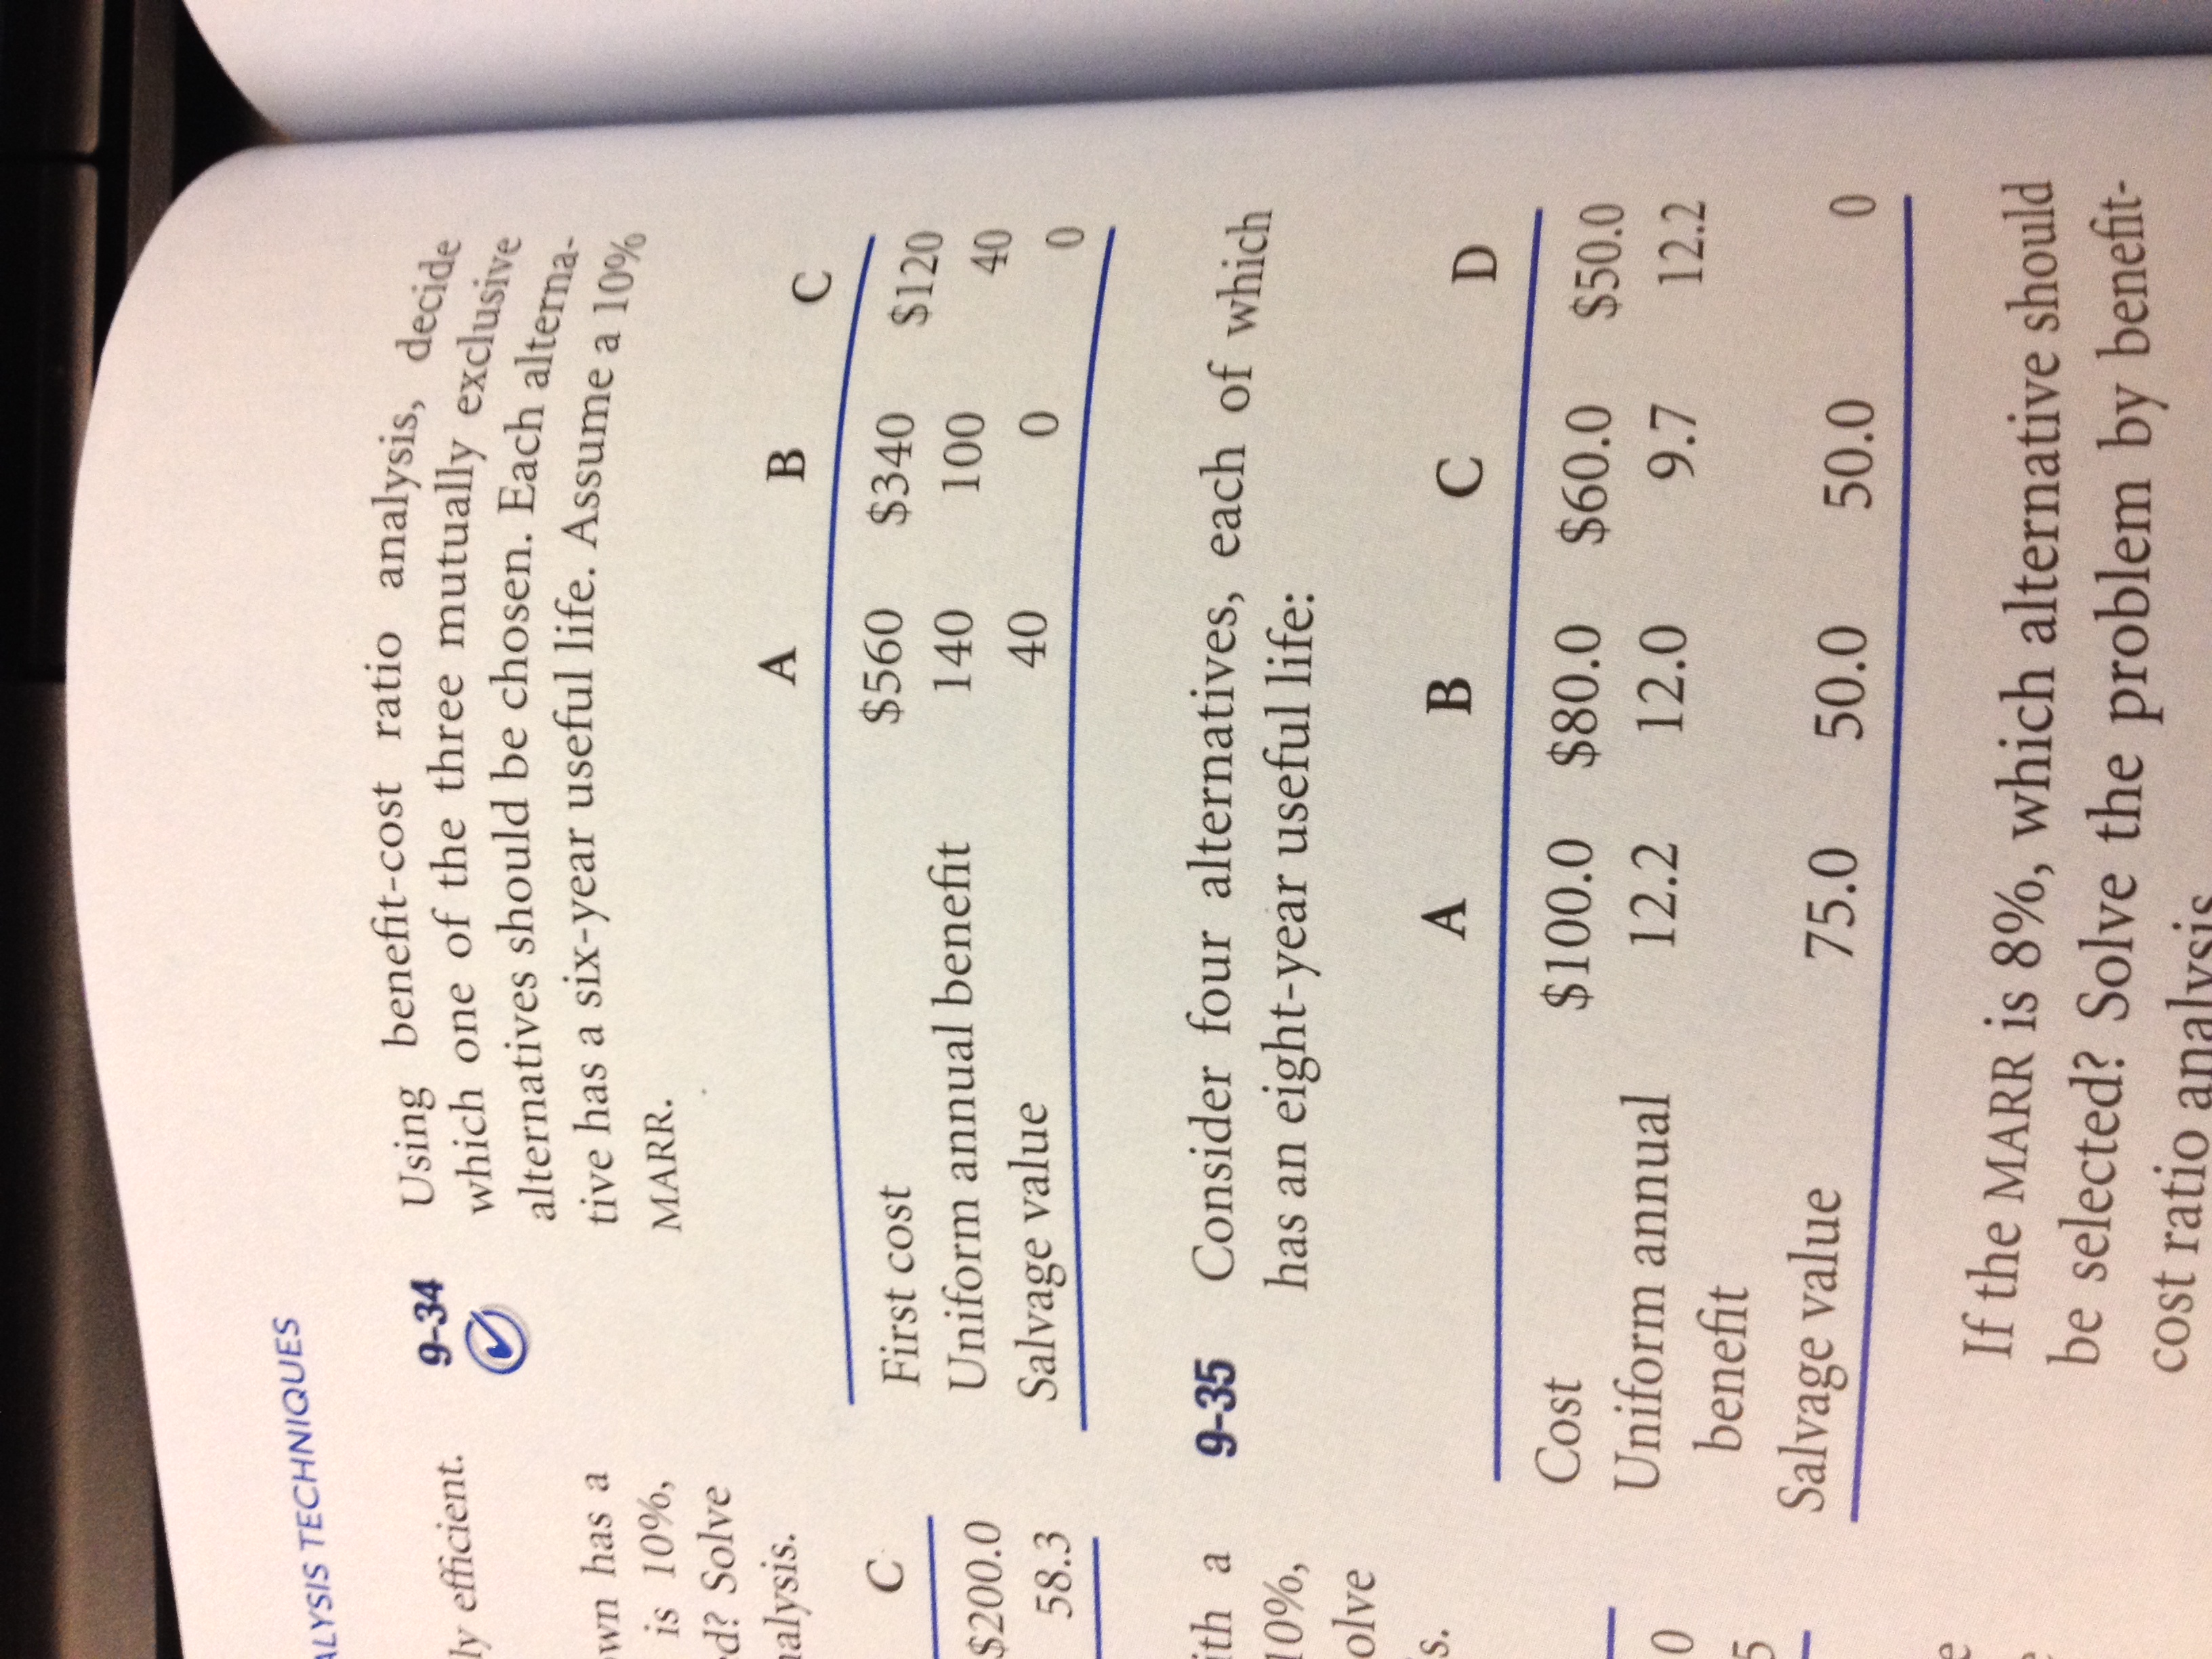 ALYSIS TECHNIQUES
ly efficient.
own has a
is 10%,
ed? Solve
nalysis.
C
$200.0
58.3
ith a
10%,
olve
s.
0
5
e
9-34 Using benefit-cost ratio analysis, decide
which one of the three mutually exclusive
alternatives should be chosen. Each alterna-
tive has a six-year useful life. Assume a 10%
MARR.
A B C
First cost $560 $340 $120
Uniform annual benefit 140 100 40
Salvage value 40 0 0
9-35 Consider four alternatives, each of which
has an eight-year useful life:
A B C D
Cost $100.0 $80.0 $60.0 $50.0
Uniform annual 12.2 12.0 9.7 12.2
benefit
Salvage value 75.0 50.0 50.0 0
If the MARR is 8%, which alternative should
be selected? Solve the problem by benefit-
cost ratio analysis